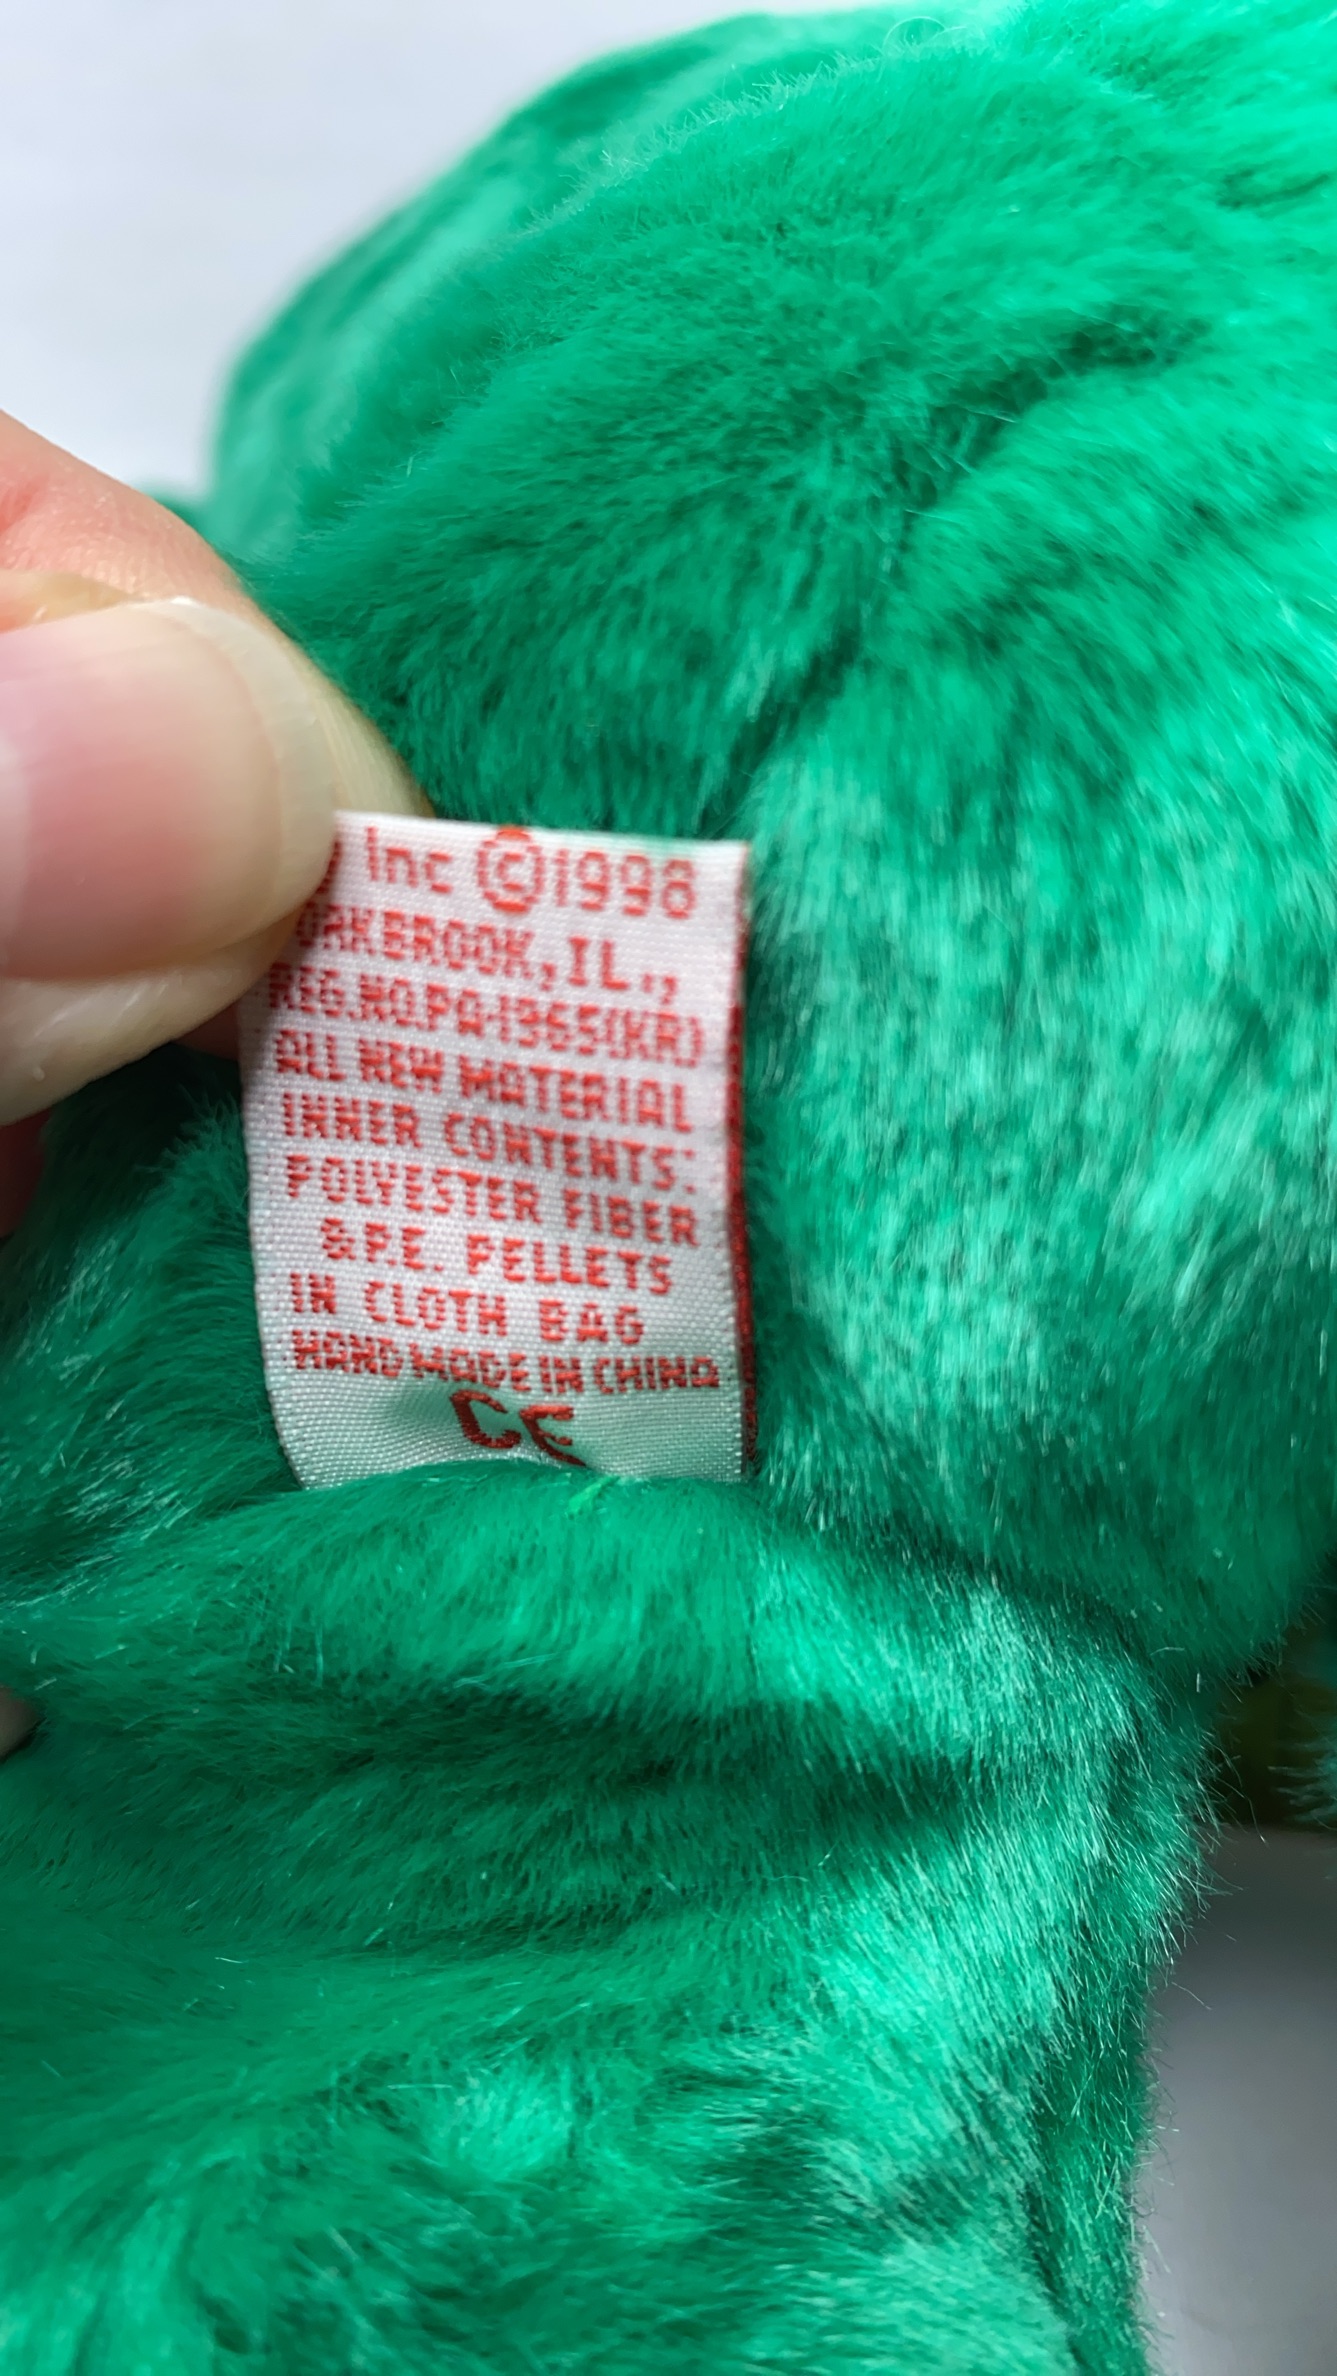 Inc ©1998
OAKBROOK, IL.,
REG.NO.PA-1965(KR)
ALL NEW MATERIAL
INNER CONTENTS:
POLYESTER FIBER
&P.E. PELLETS
IN CLOTH BAG
HAND MADE IN CHINA
CE